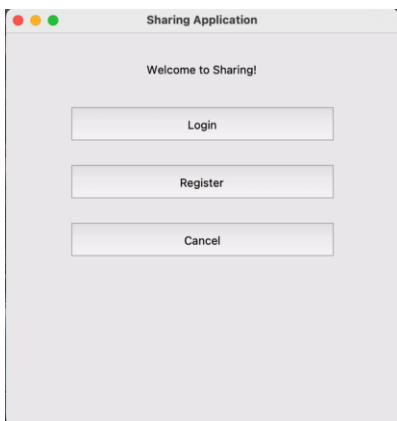 Sharing Application
Welcome to Sharing!
Login
Register
Cancel